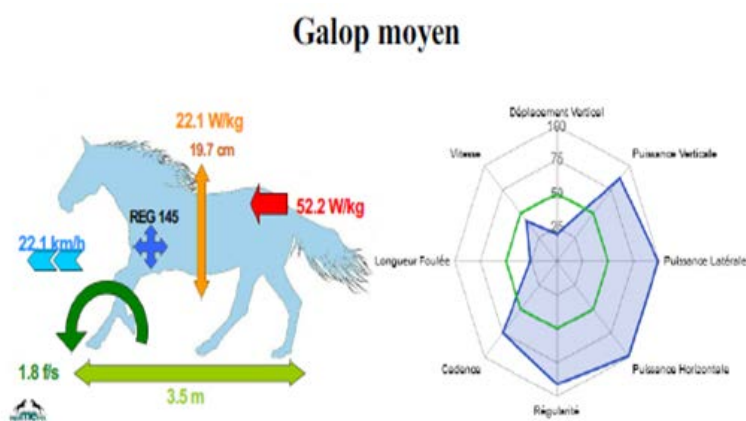 Galop moyen
22.1 W/kg
19.7 cm
REG 145
52.2 W/kg
22.1 km/h
1.8 f/s
3.5 m
Déplacement Vertical
100
75
50
25
Vitesse
Puissance Verticale
Longueur Foulée
Puissance Latérale
Cadence
Puissance Horizontale
Régularité